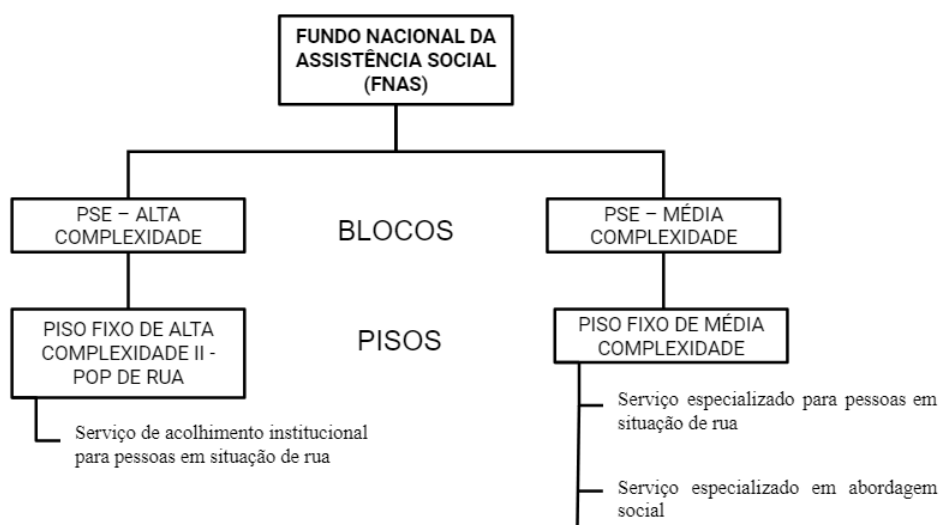 FUNDO NACIONAL DA
ASSISTÊNCIA SOCIAL
(FNAS)
PSE – ALTA
COMPLEXIDADE
BLOCOS
PSE – MÉDIA
COMPLEXIDADE
PISO FIXO DE ALTA
COMPLEXIDADE II -
POP DE RUA
PISOS
PISO FIXO DE MÉDIA
COMPLEXIDADE
Serviço de acolhimento institucional
para pessoas em situação de rua
Serviço especializado para pessoas em
situação de rua
Serviço especializado em abordagem
social